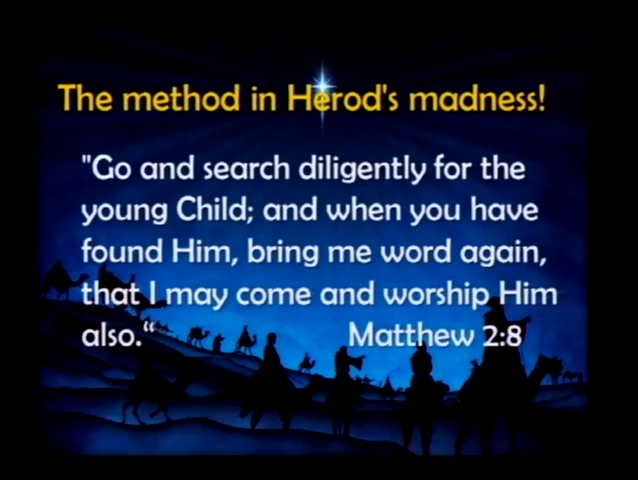 The method in Herod's madness!
"Go and search diligently for the
young Child; and when you have
found Him, bring me word again,
that I may come and worship Him
also.“ Matthew 2:8